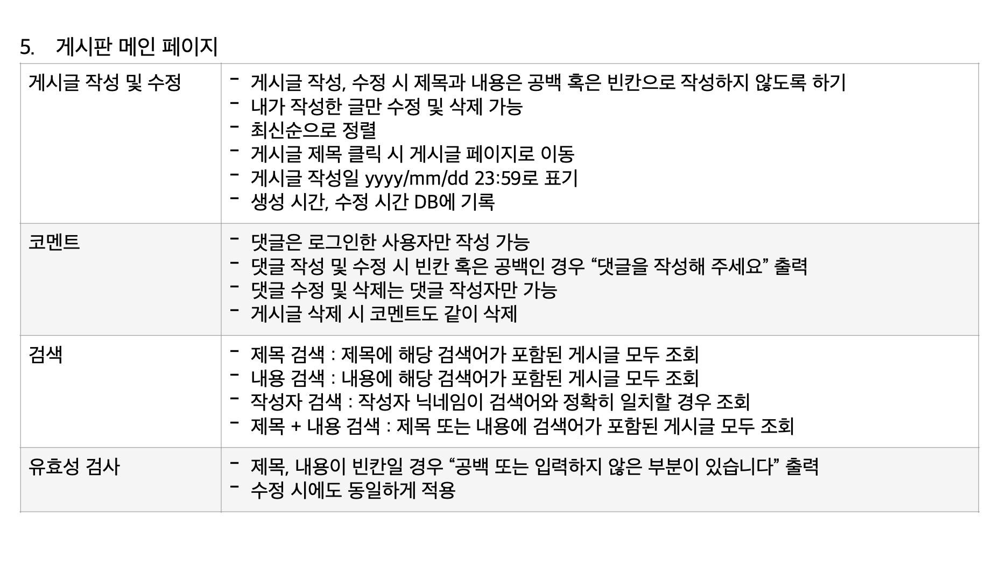 5. 게시판 메인 페이지
게시글 작성 및 수정
- 게시글 작성, 수정 시 제목과 내용은 공백 혹은 빈칸으로 작성하지 않도록 하기
- 내가 작성한 글만 수정 및 삭제 가능
- 최신순으로 정렬
- 게시글 제목 클릭 시 게시글 페이지로 이동
- 게시글 작성일 yyyy/mm/dd 23:59로 표기
- 생성 시간, 수정 시간 DB에 기록
코멘트
- 댓글은 로그인한 사용자만 작성 가능
- 댓글 작성 및 수정 시 빈칸 혹은 공백인 경우 “댓글을 작성해 주세요” 출력
- 댓글 수정 및 삭제는 댓글 작성자만 가능
- 게시글 삭제 시 코멘트도 같이 삭제
검색
- 제목 검색 : 제목에 해당 검색어가 포함된 게시글 모두 조회
- 내용 검색 : 내용에 해당 검색어가 포함된 게시글 모두 조회
- 작성자 검색 : 작성자 닉네임이 검색어와 정확히 일치할 경우 조회
- 제목 + 내용 검색 : 제목 또는 내용에 검색어가 포함된 게시글 모두 조회
유효성 검사
- 제목, 내용이 빈칸일 경우 “공백 또는 입력하지 않은 부분이 있습니다” 출력
- 수정 시에도 동일하게 적용